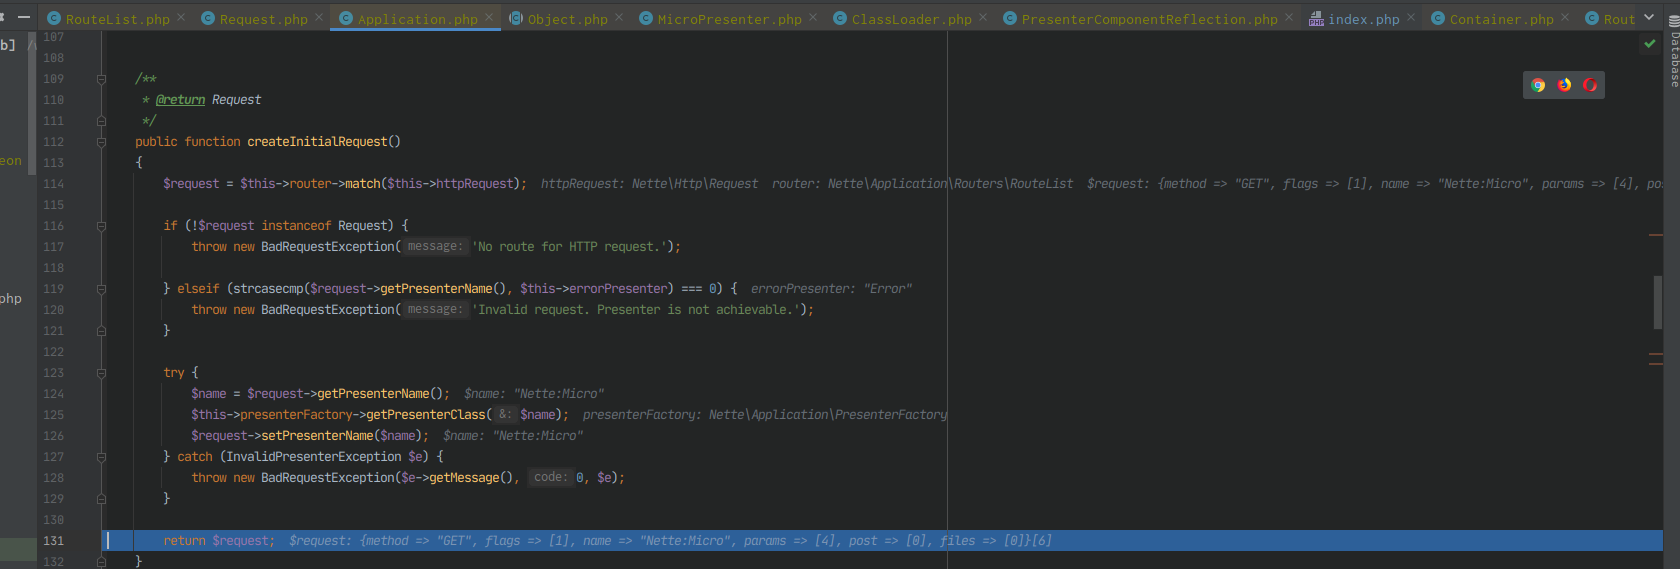 RouteList.php Request.php Application.php Object.php MicroPresenter.php ClassLoader.php PresenterComponentReflection.php index.php Container.php Rout
b]
eon
php
Database
107
108
109 /**
110 * @return Request
111 */
112 public function createInitialRequest()
113 {
114 $request = $this->router->match($this->httpRequest); httpRequest: Nette\Http\Request router: Nette\Application\Routers\RouteList $request: {method => "GET", flags => [1], name => "Nette:Micro", params => [4], pos
115
116 if (!$request instanceof Request) {
117 throw new BadRequestException( message: 'No route for HTTP request.');
118
119 } elseif (strcasecmp($request->getPresenterName(), $this->errorPresenter) === 0) { errorPresenter: "Error"
120 throw new BadRequestException( message: 'Invalid request. Presenter is not achievable.');
121 }
122
123 try {
124 $name = $request->getPresenterName(); $name: "Nette:Micro"
125 $this->presenterFactory->getPresenterClass( &: $name); presenterFactory: Nette\Application\PresenterFactory
126 $request->setPresenterName($name); $name: "Nette:Micro"
127 } catch (InvalidPresenterException $e) {
128 throw new BadRequestException($e->getMessage(), code: 0, $e);
129 }
130
131 return $request; $request: {method => "GET", flags => [1], name => "Nette:Micro", params => [4], post => [0], files => [0]}[6]
132 }